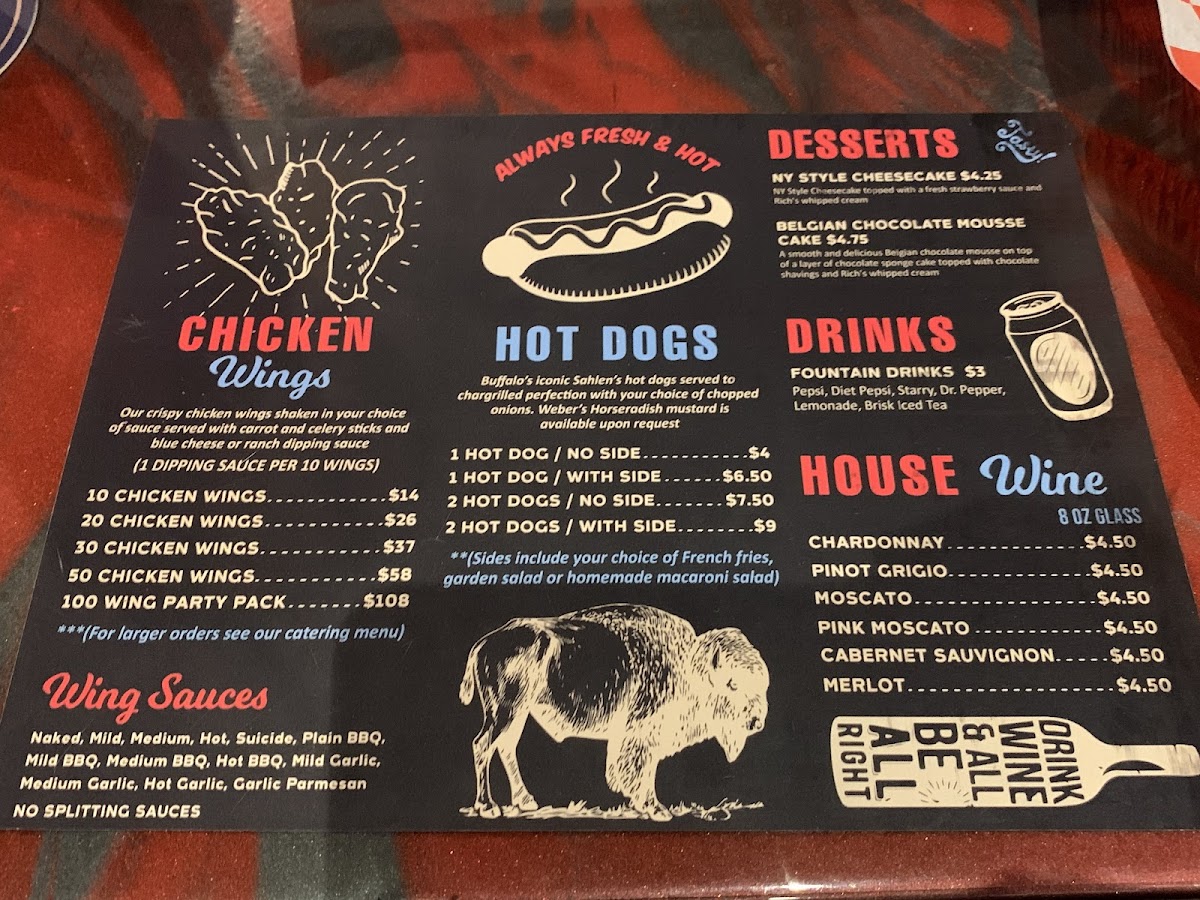 CHICKEN
Wings
Our crispy chicken wings shaken in your choice
of sauce served with carrot and celery sticks and
blue cheese or ranch dipping sauce
(1 DIPPING SAUCE PER 10 WINGS)
10 CHICKEN WINGS............$14
20 CHICKEN WINGS............$26
30 CHICKEN WINGS............$37
50 CHICKEN WINGS............$58
100 WING PARTY PACK.......$108
***(For larger orders see our catering menu)
Wing Sauces
Naked, Mild, Medium, Hot, Suicide, Plain BBQ,
Mild BBQ, Medium BBQ, Hot BBQ, Mild Garlic,
Medium Garlic, Hot Garlic, Garlic Parmesan
NO SPLITTING SAUCES
ALWAYS FRESH & HOT
HOT DOGS
Buffalo's iconic Sahlen's hot dogs served to
chargrilled perfection with your choice of chopped
onions. Weber's Horseradish mustard is
available upon request
1 HOT DOG / NO SIDE...........$4
1 HOT DOG / WITH SIDE......$6.50
2 HOT DOGS / NO SIDE......$7.50
2 HOT DOGS / WITH SIDE........$9
**(Sides include your choice of French fries,
garden salad or homemade macaroni salad)
DESSERTS
Tasty!
NY STYLE CHEESECAKE $4.25
NY Style Cheesecake topped with a fresh strawberry sauce and
Rich's whipped cream
BELGIAN CHOCOLATE MOUSSE
CAKE $4.75
A smooth and delicious Belgian chocolate mousse on top
of a layer of chocolate sponge cake topped with chocolate
shavings and Rich's whipped cream
DRINKS
FOUNTAIN DRINKS $3
Pepsi, Diet Pepsi, Starry, Dr. Pepper,
Lemonade, Brisk Iced Tea
HOUSE Wine
8 OZ GLASS
CHARDONNAY.................$4.50
PINOT GRIGIO.................$4.50
MOSCATO......................$4.50
PINK MOSCATO................$4.50
CABERNET SAUVIGNON.....$4.50
MERLOT.........................$4.50
DRINK
WINE
& ALL
BE
ALL
RIGHT